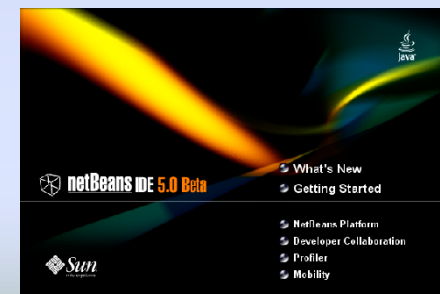 Java
What's New
netBeans IDE 5.0 Beta
Getting Started
NetBeans Platform
Developer Collaboration
Profiler
Sun
Mobility